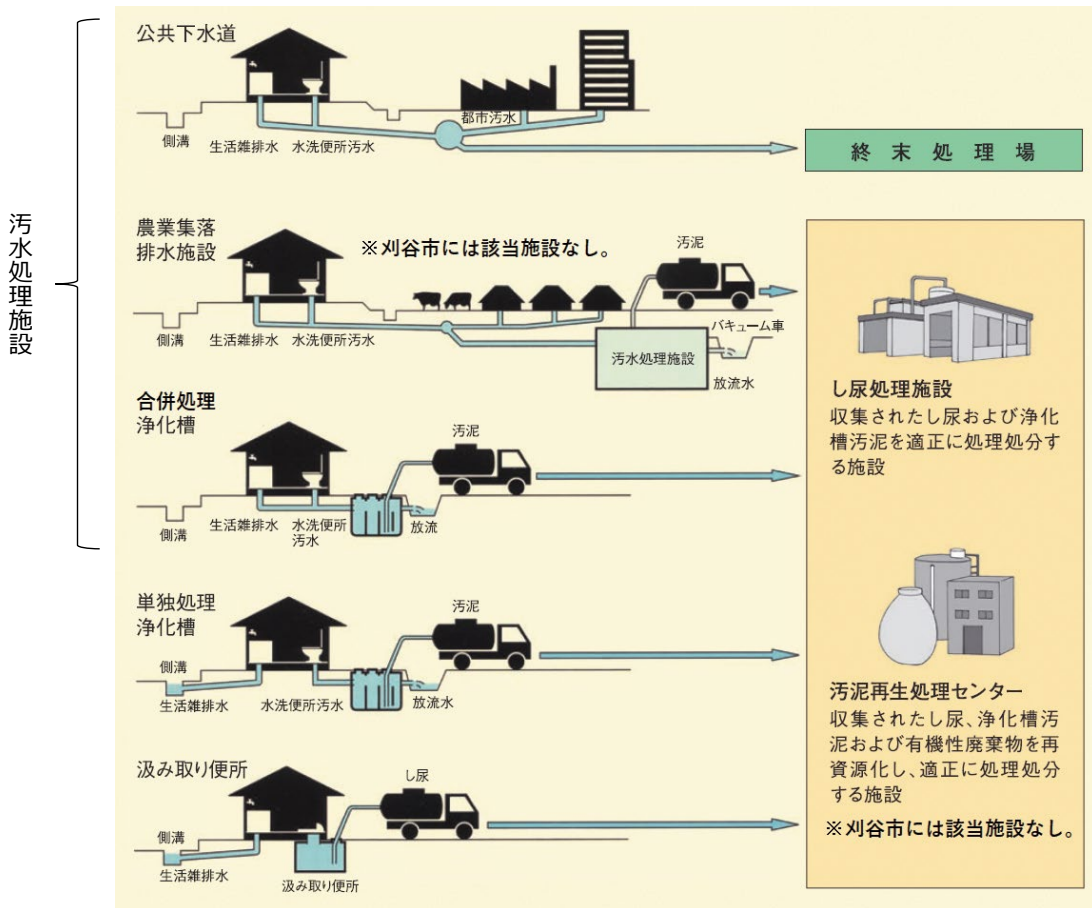 汚水処理施設
公共下水道
側溝
生活雑排水
水洗便所汚水
都市汚水
終末処理場
農業集落
排水施設
※刈谷市には該当施設なし。
汚泥
バキューム車
側溝
生活雑排水
水洗便所汚水
汚水処理施設
放流水
合併処理
浄化槽
汚泥
側溝
生活雑排水
水洗便所
汚水
放流
単独処理
浄化槽
汚泥
側溝
生活雑排水
水洗便所汚水
放流水
汲み取り便所
し尿
側溝
生活雑排水
汲み取り便所
し尿処理施設
収集されたし尿および浄化
槽汚泥を適正に処理処分す
る施設
汚泥再生処理センター
収集されたし尿、浄化槽汚
泥および有機性廃棄物を再
資源化し、適正に処理処分
する施設
※刈谷市には該当施設なし。